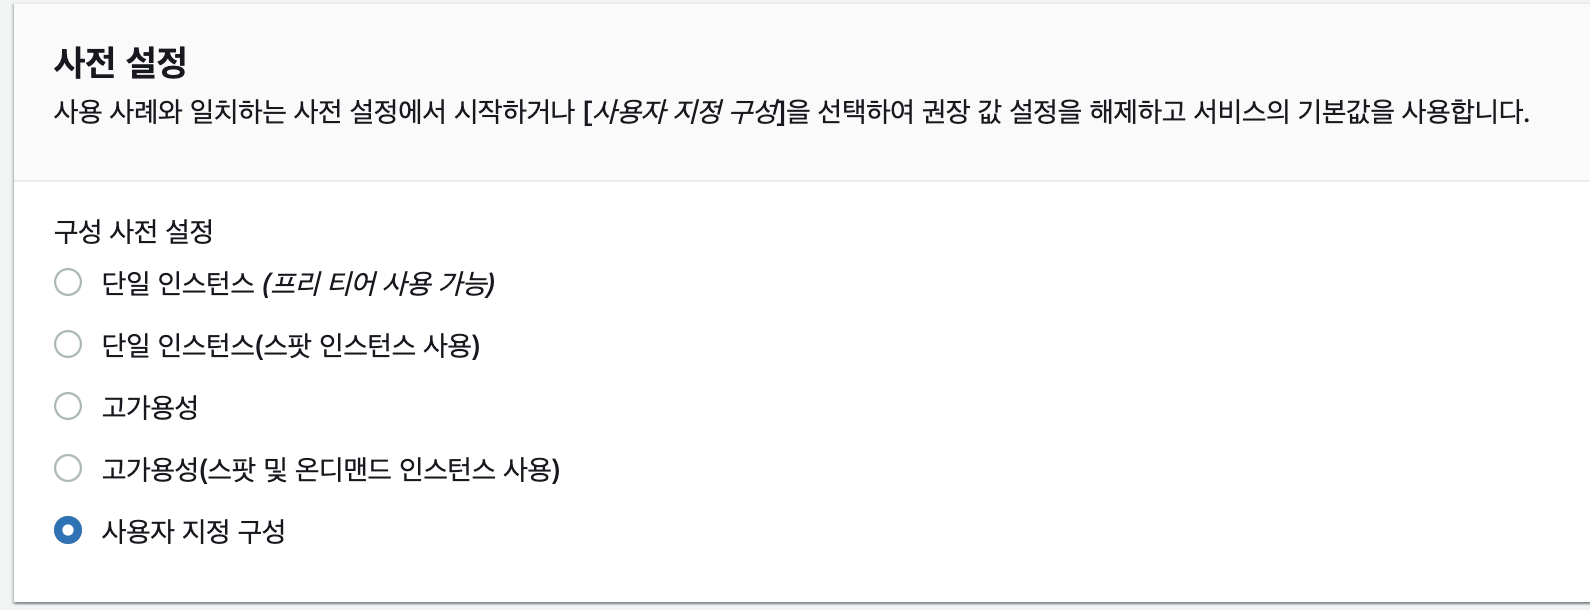 사전 설정
사용 사례와 일치하는 사전 설정에서 시작하거나 [사용자 지정 구성]을 선택하여 권장 값 설정을 해제하고 서비스의 기본값을 사용합니다.
구성 사전 설정
단일 인스턴스 (프리 티어 사용 가능)
단일 인스턴스(스팟 인스턴스 사용)
고가용성
고가용성(스팟 및 온디맨드 인스턴스 사용)
사용자 지정 구성